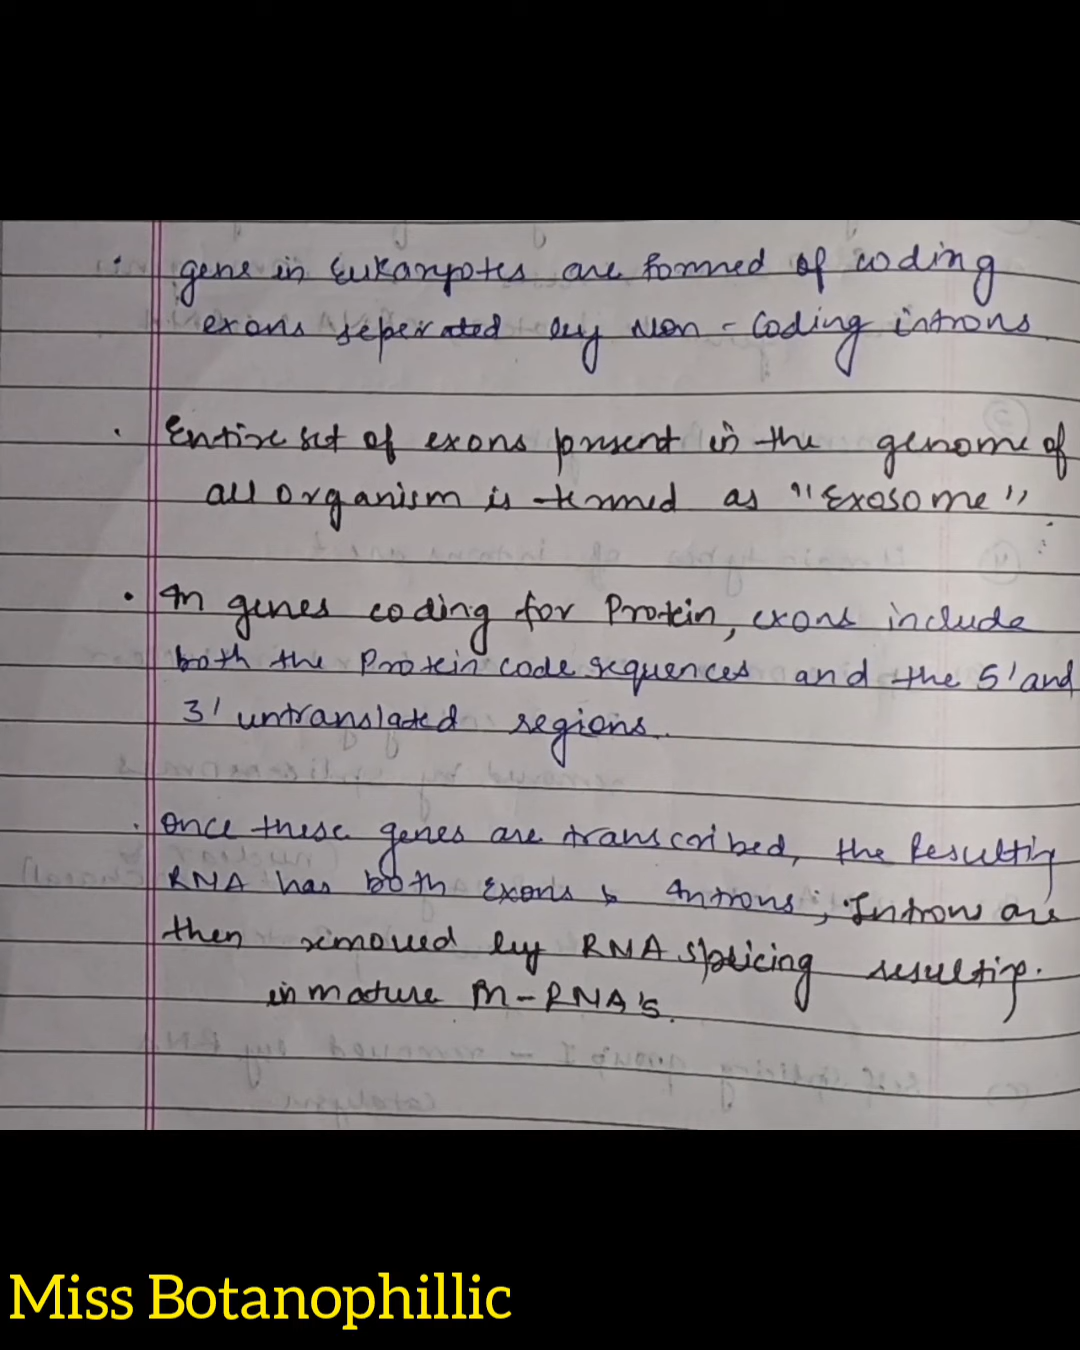 · gene in Eukaryotes are formed of coding
exons seperated by Non - Coding introns
· Entire set of exons present in the genome of
all organism is termed as "Exosome"
· In genes coding for Protein, exons include
both the Protein code sequences and the 5' and
3' untranslated regions.
· Once these genes are transcribed, the Resulting
RNA has both Exons & Introns; Introns are
then removed by RNA splicing resulting
in mature m-RNA's.
Miss Botanophillic